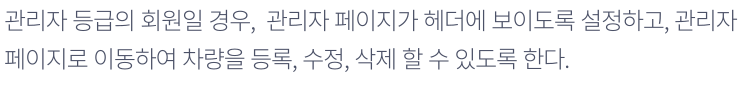 관리자 등급의 회원일 경우, 관리자 페이지가 헤더에 보이도록 설정하고, 관리자
페이지로 이동하여 차량을 등록, 수정, 삭제 할 수 있도록 한다.